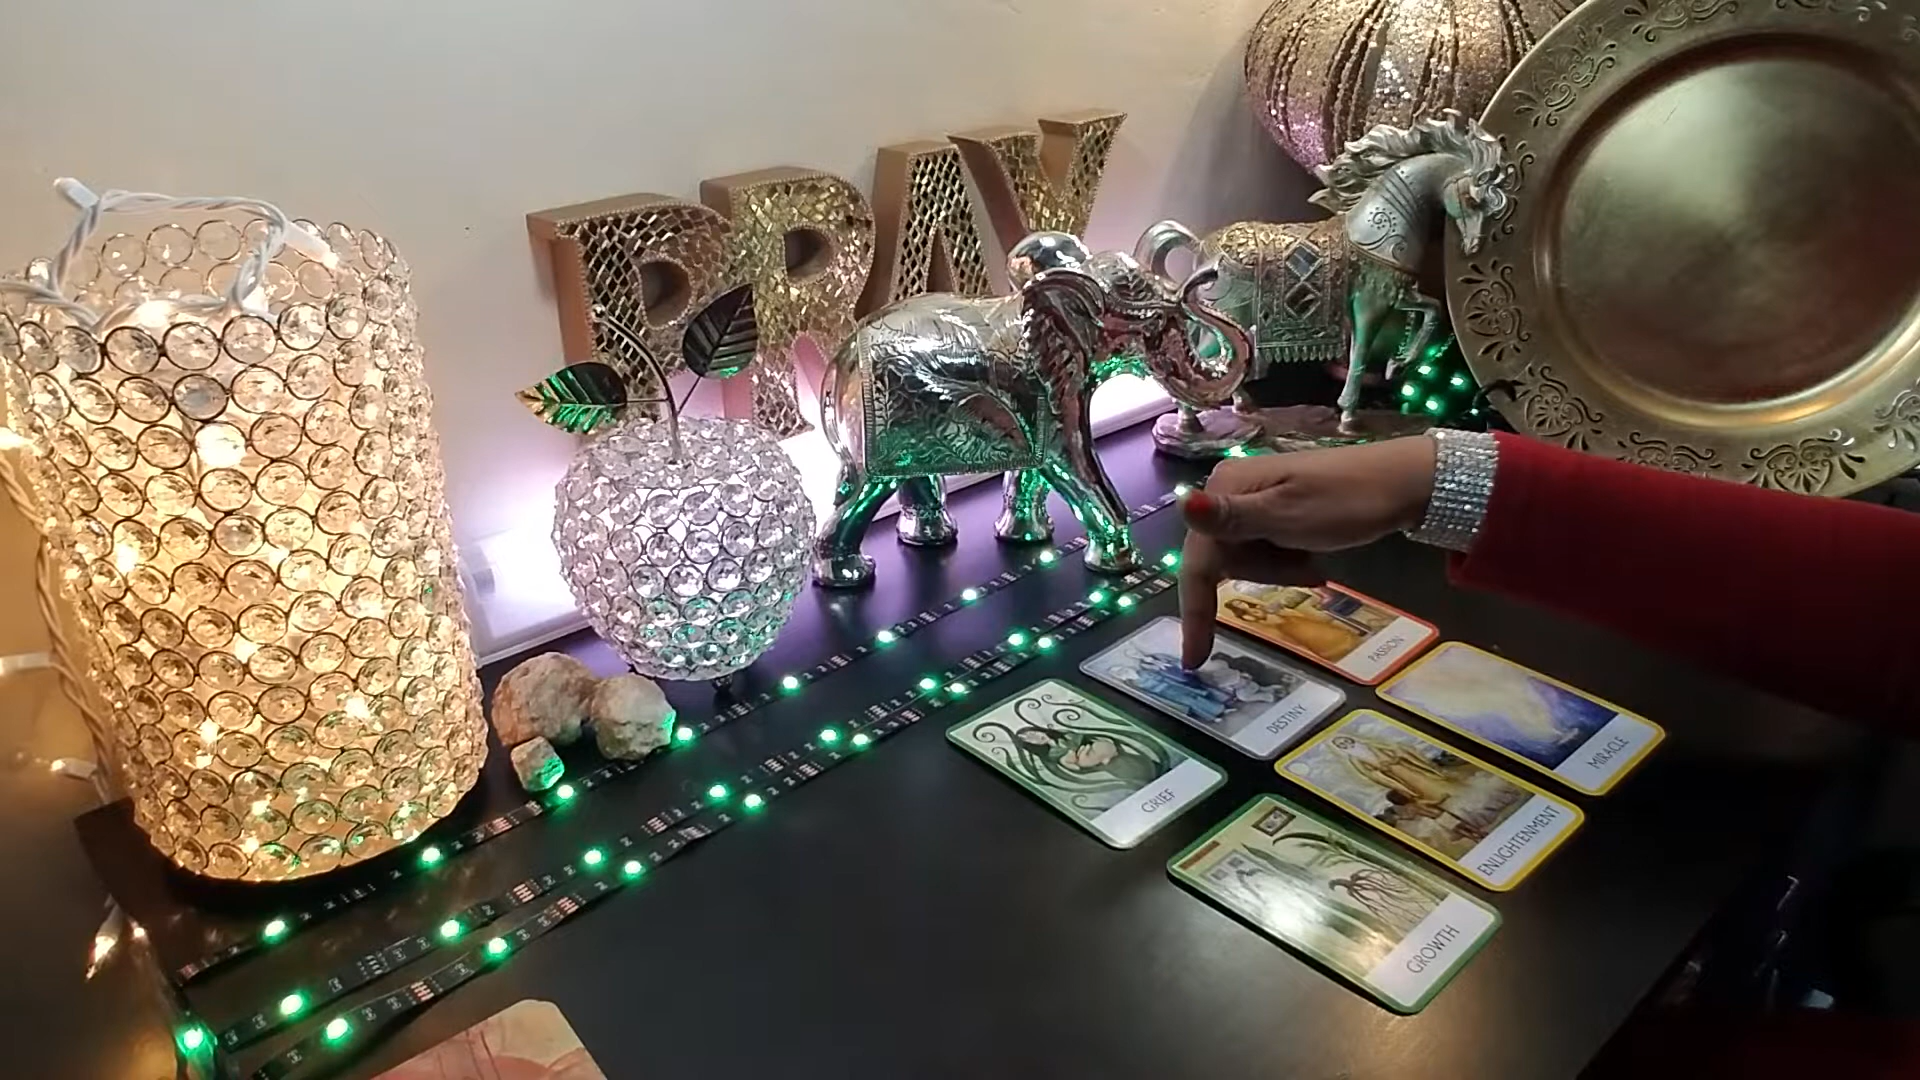 PRAY
PASSION
DESTINY
MIRACLE
GRIEF
ENLIGHTENMENT
GROWTH